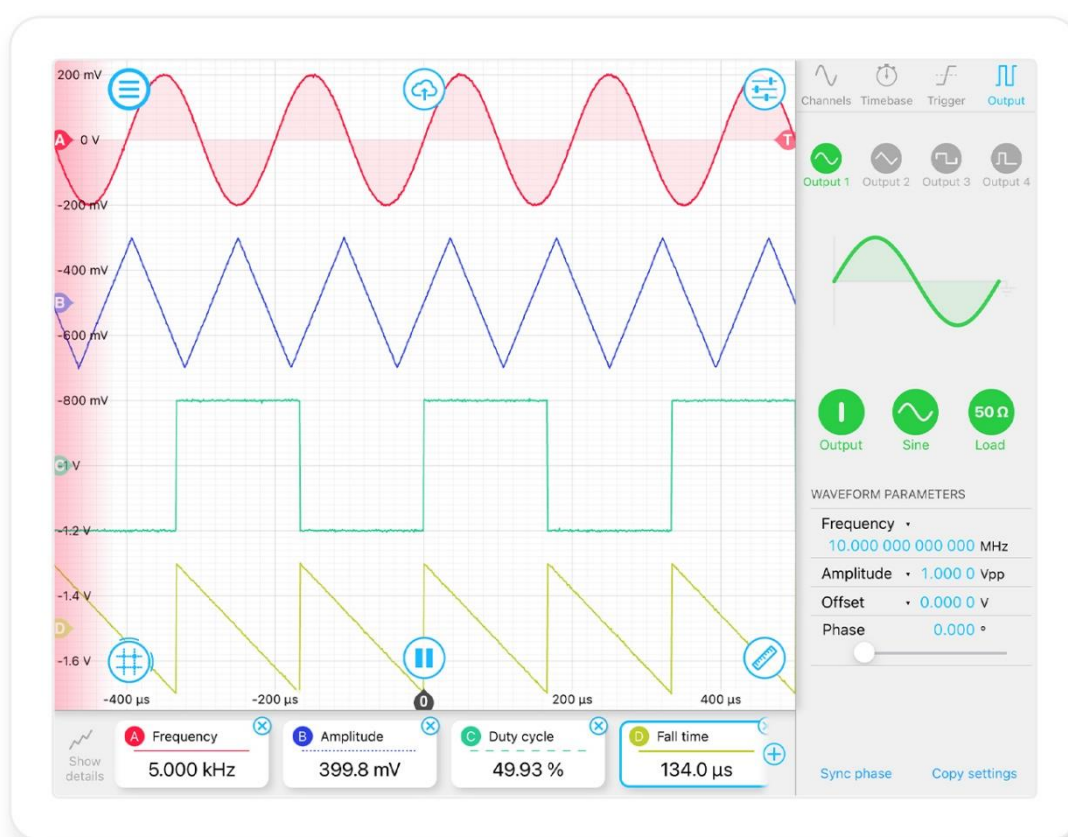 200 mV
A
0 V
T
-200 mV
-400 mV
B
-600 mV
-800 mV
C
-1 V
-1.2 V
-1.4 V
D
-1.6 V
-400 µs
-200 µs
0
200 µs
400 µs
Show
details
A Frequency
5.000 kHz
B Amplitude
399.8 mV
C Duty cycle
49.93 %
D Fall time
134.0 µs
Channels Timebase Trigger Output
Output 1 Output 2 Output 3 Output 4
50 Ω
Output Sine Load
WAVEFORM PARAMETERS
Frequency
10.000 000 000 000 MHz
Amplitude 1.000 0 Vpp
Offset 0.000 0 V
Phase 0.000 °
Sync phase Copy settings